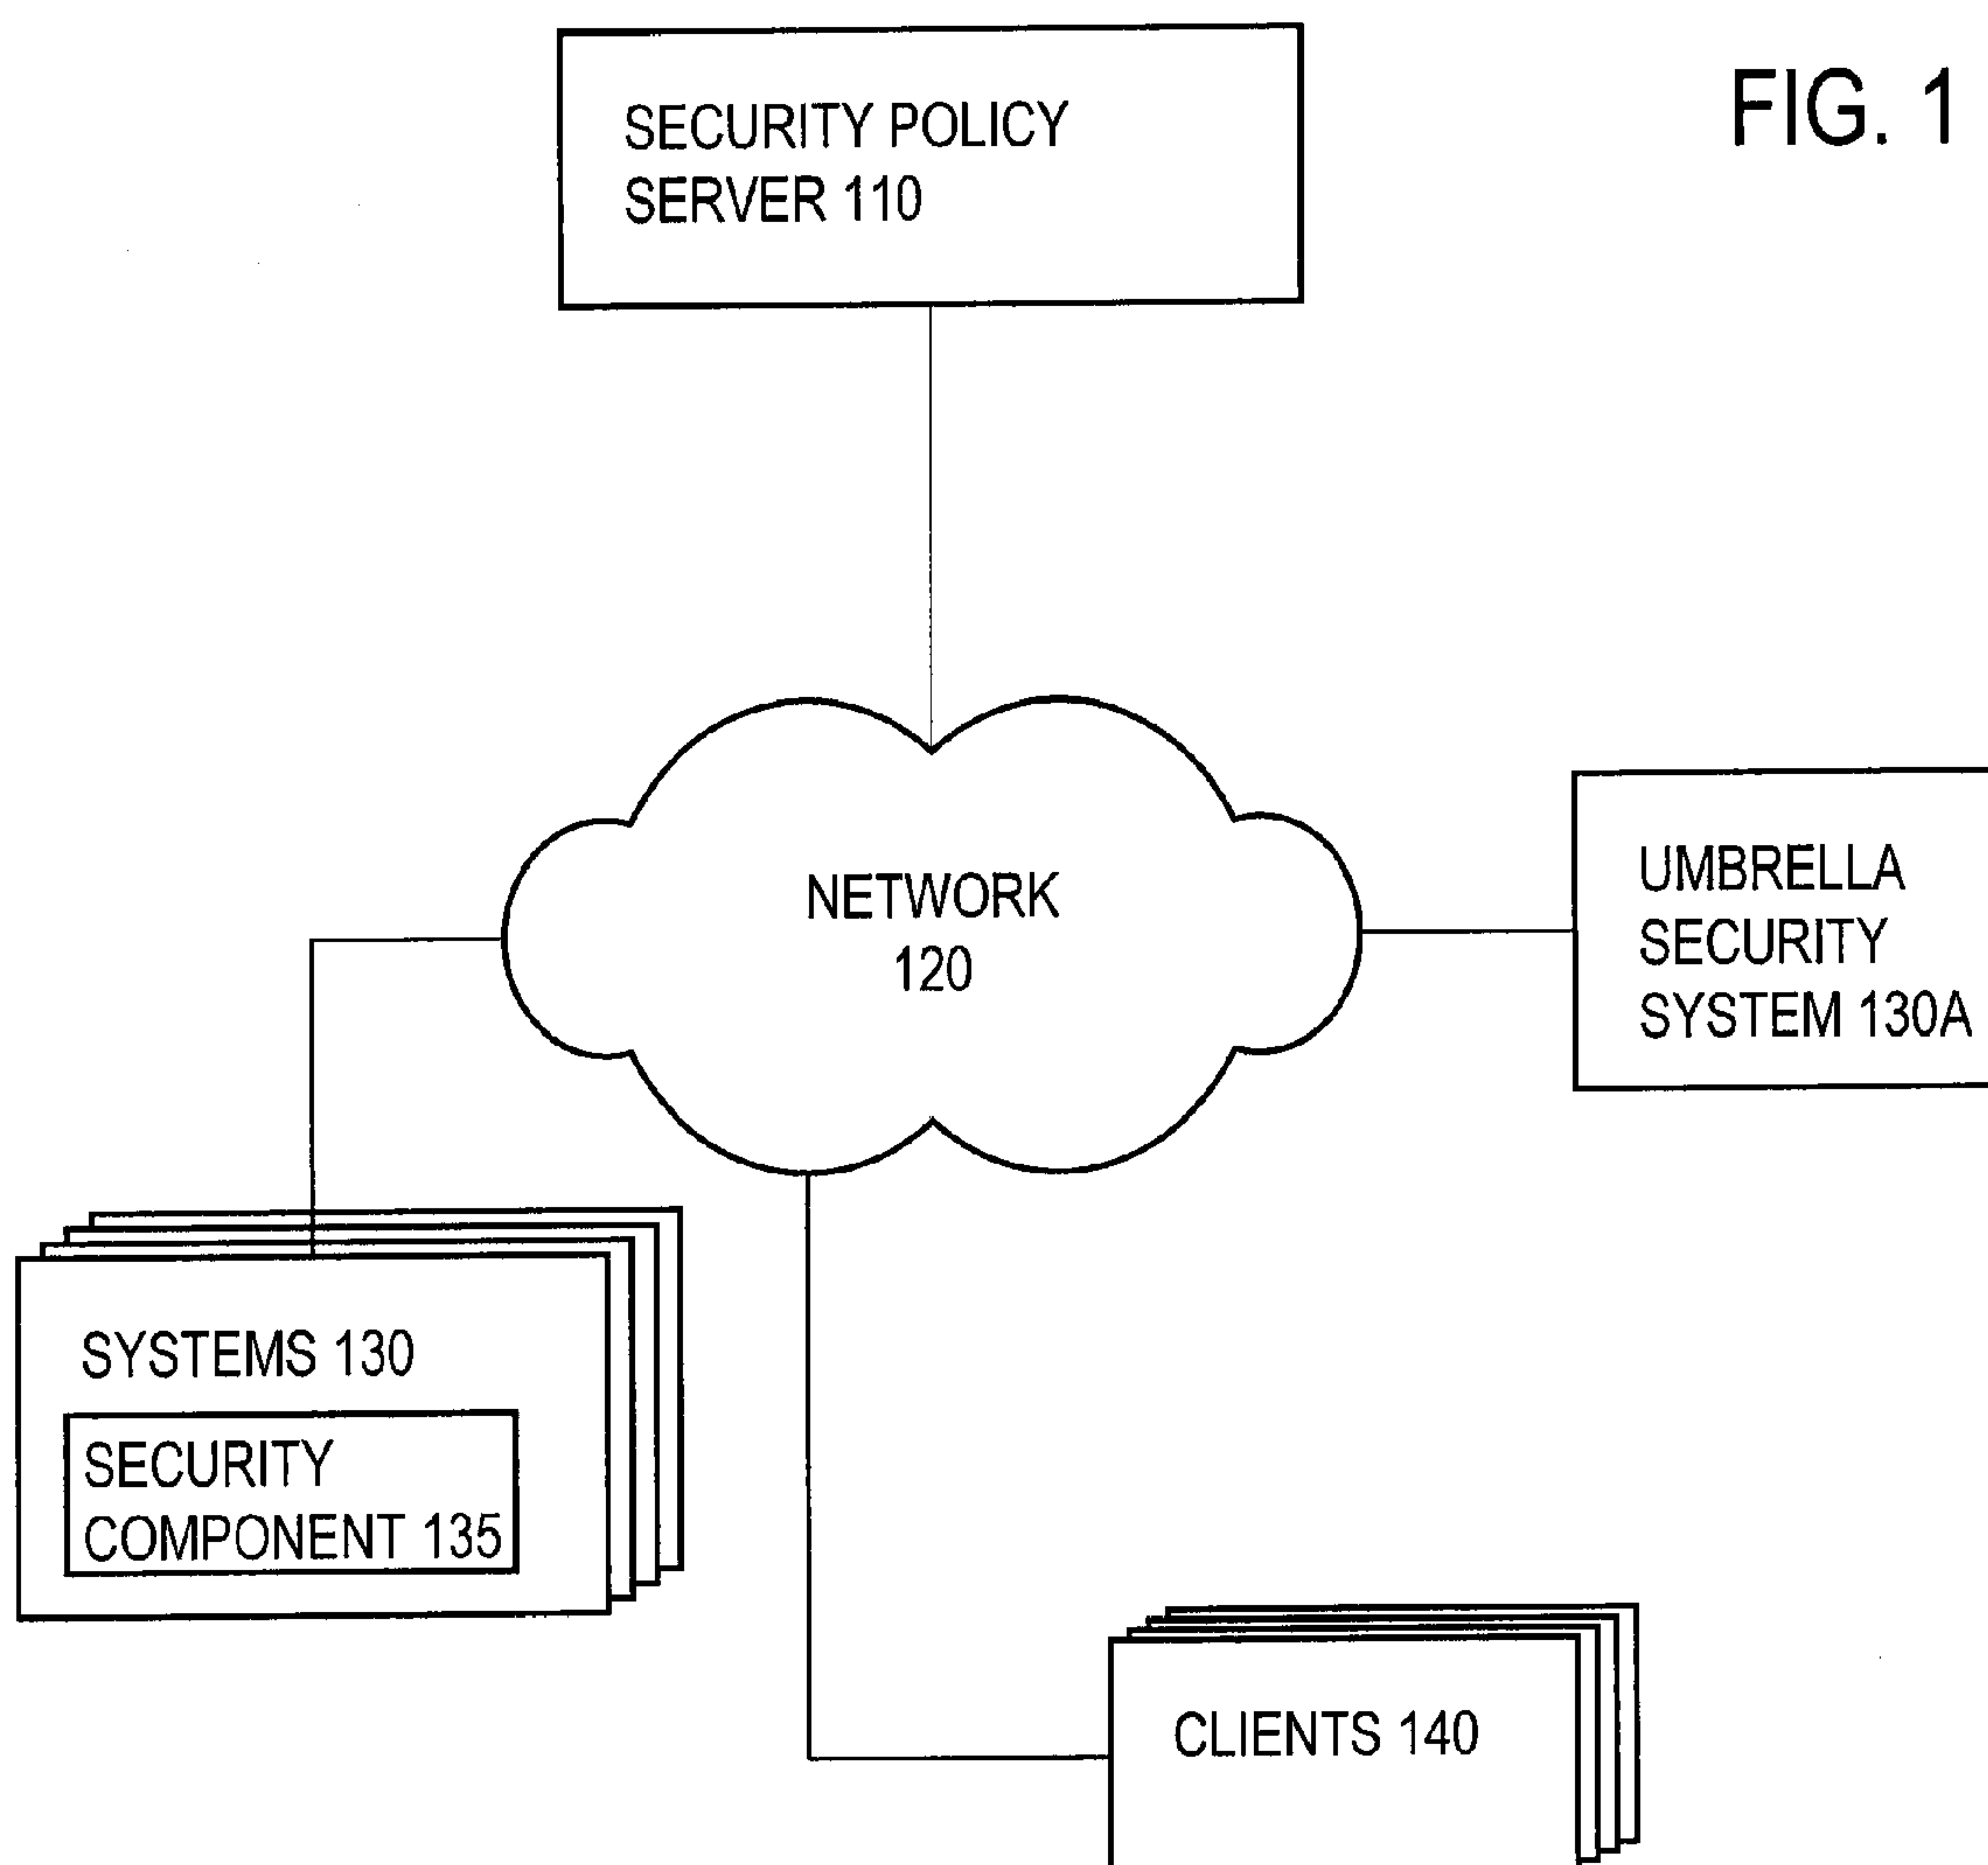 FIG. 1
SECURITY POLICY
SERVER 110
NETWORK
120
UMBRELLA
SECURITY
SYSTEM 130A
SYSTEMS 130
SECURITY
COMPONENT 135
CLIENTS 140